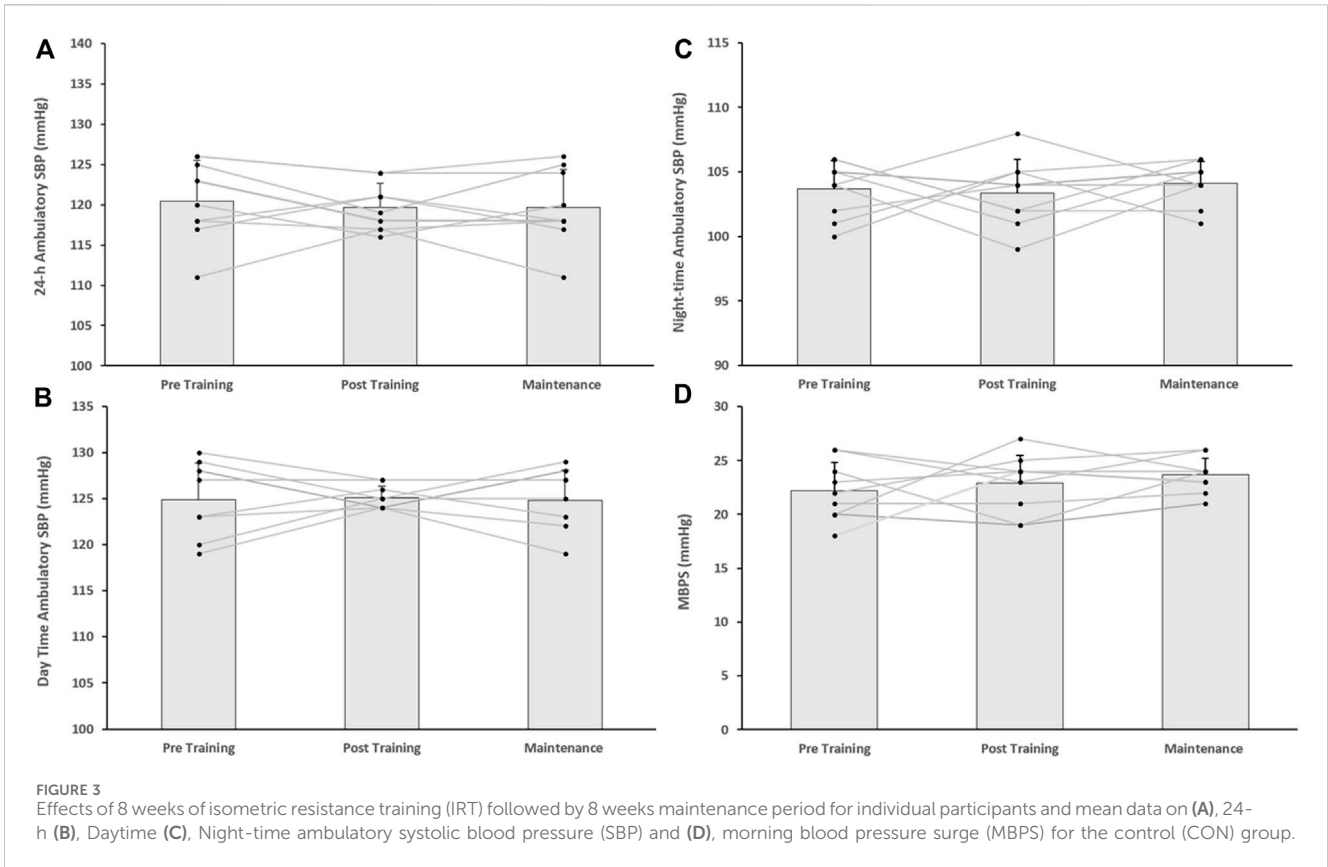 A
24-h Ambulatory SBP (mmHg)
140
135
130
125
120
115
110
105
100
Pre Training Post Training Maintenance
C
Night-time Ambulatory SBP (mmHg)
115
110
105
100
95
90
Pre Training Post Training Maintenance
B
Day Time Ambulatory SBP (mmHg)
135
130
125
120
115
110
105
100
Pre Training Post Training Maintenance
D
MBPS (mmHg)
30
25
20
15
10
5
0
Pre Training Post Training Maintenance
FIGURE 3
Effects of 8 weeks of isometric resistance training (IRT) followed by 8 weeks maintenance period for individual participants and mean data on (A), 24-
h (B), Daytime (C), Night-time ambulatory systolic blood pressure (SBP) and (D), morning blood pressure surge (MBPS) for the control (CON) group.